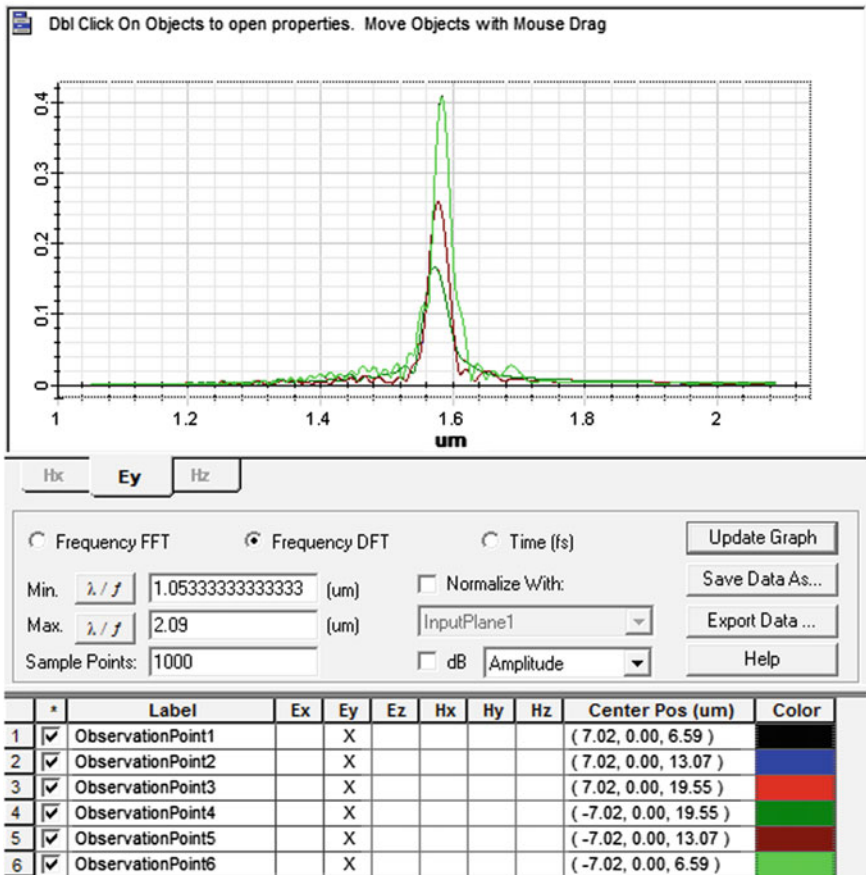 Dbl Click On Objects to open properties. Move Objects with Mouse Drag
0.4
0.3
0.2
0.1
0
1 1.2 1.4 1.6 1.8 2
um
Hx Ey Hz
Frequency FFT Frequency DFT Time (fs) Update Graph
Min. λ / f 1.05333333333333 (um) Normalize With: Save Data As...
Max. λ / f 2.09 (um) InputPlane1 Export Data ...
Sample Points: 1000 dB Amplitude Help
* Label Ex Ey Ez Hx Hy Hz Center Pos (um) Color
1 ObservationPoint1 X ( 7.02, 0.00, 6.59 )
2 ObservationPoint2 X ( 7.02, 0.00, 13.07 )
3 ObservationPoint3 X ( 7.02, 0.00, 19.55 )
4 ObservationPoint4 X ( -7.02, 0.00, 19.55 )
5 ObservationPoint5 X ( -7.02, 0.00, 13.07 )
6 ObservationPoint6 X ( -7.02, 0.00, 6.59 )